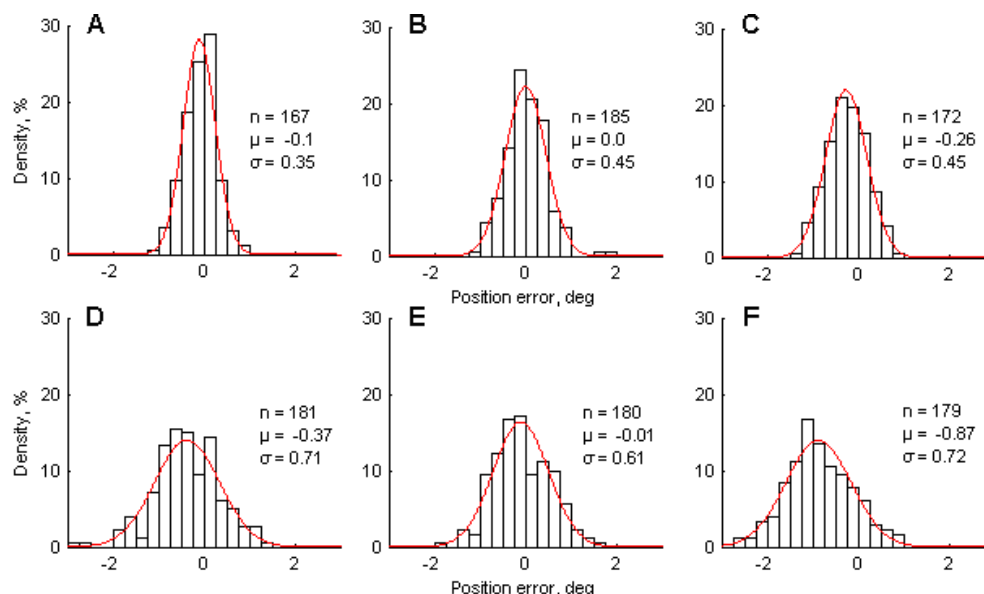 A
B
C
30
20
10
0
Density, %
n = 167
μ = -0.1
σ = 0.35
-2
0
2
30
20
10
0
n = 185
μ = 0.0
σ = 0.45
-2
0
2
Position error, deg
30
20
10
0
n = 172
μ = -0.26
σ = 0.45
-2
0
2
D
E
F
30
20
10
0
Density, %
n = 181
μ = -0.37
σ = 0.71
-2
0
2
30
20
10
0
n = 180
μ = -0.01
σ = 0.61
-2
0
2
Position error, deg
30
20
10
0
n = 179
μ = -0.87
σ = 0.72
-2
0
2